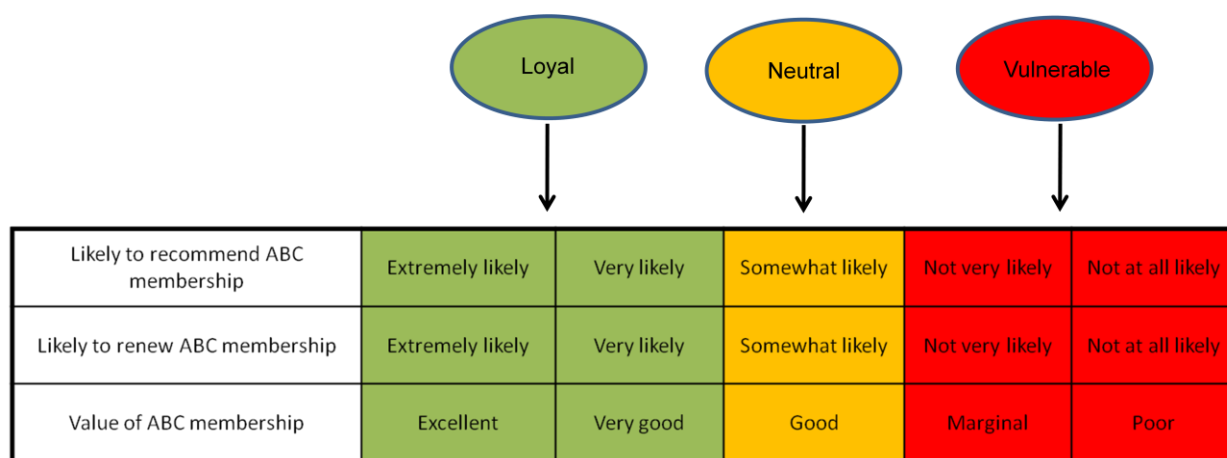 Loyal
Neutral
Vulnerable
Likely to recommend ABC
membership
Extremely likely
Very likely
Somewhat likely
Not very likely
Not at all likely
Likely to renew ABC membership
Extremely likely
Very likely
Somewhat likely
Not very likely
Not at all likely
Value of ABC membership
Excellent
Very good
Good
Marginal
Poor